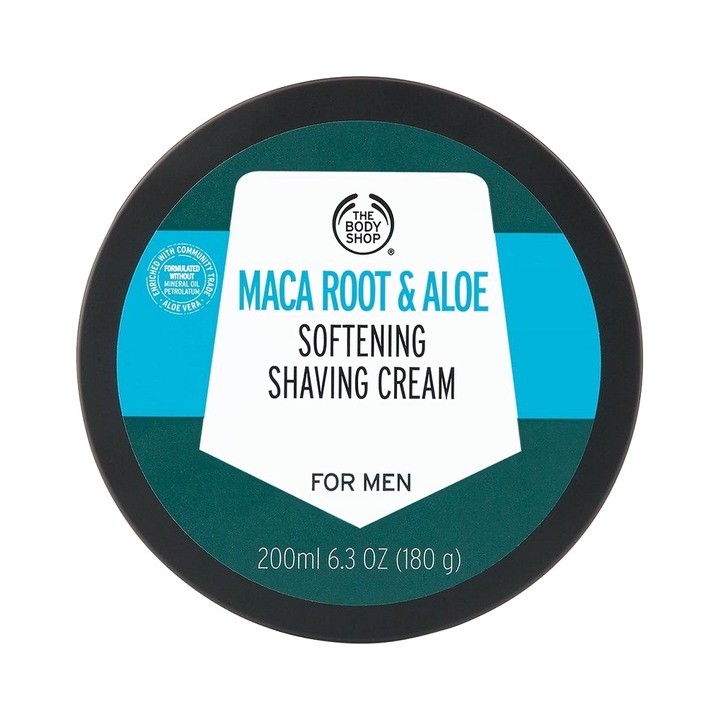 THE
BODY
SHOP
®
MACA ROOT & ALOE
SOFTENING
SHAVING CREAM
FOR MEN
ENRICHED WITH COMMUNITY TRADE
FORMULATED
WITHOUT
MINERAL OIL
PETROLATUM
· ALOE VERA ·
200ml 6.3 OZ (180 g)